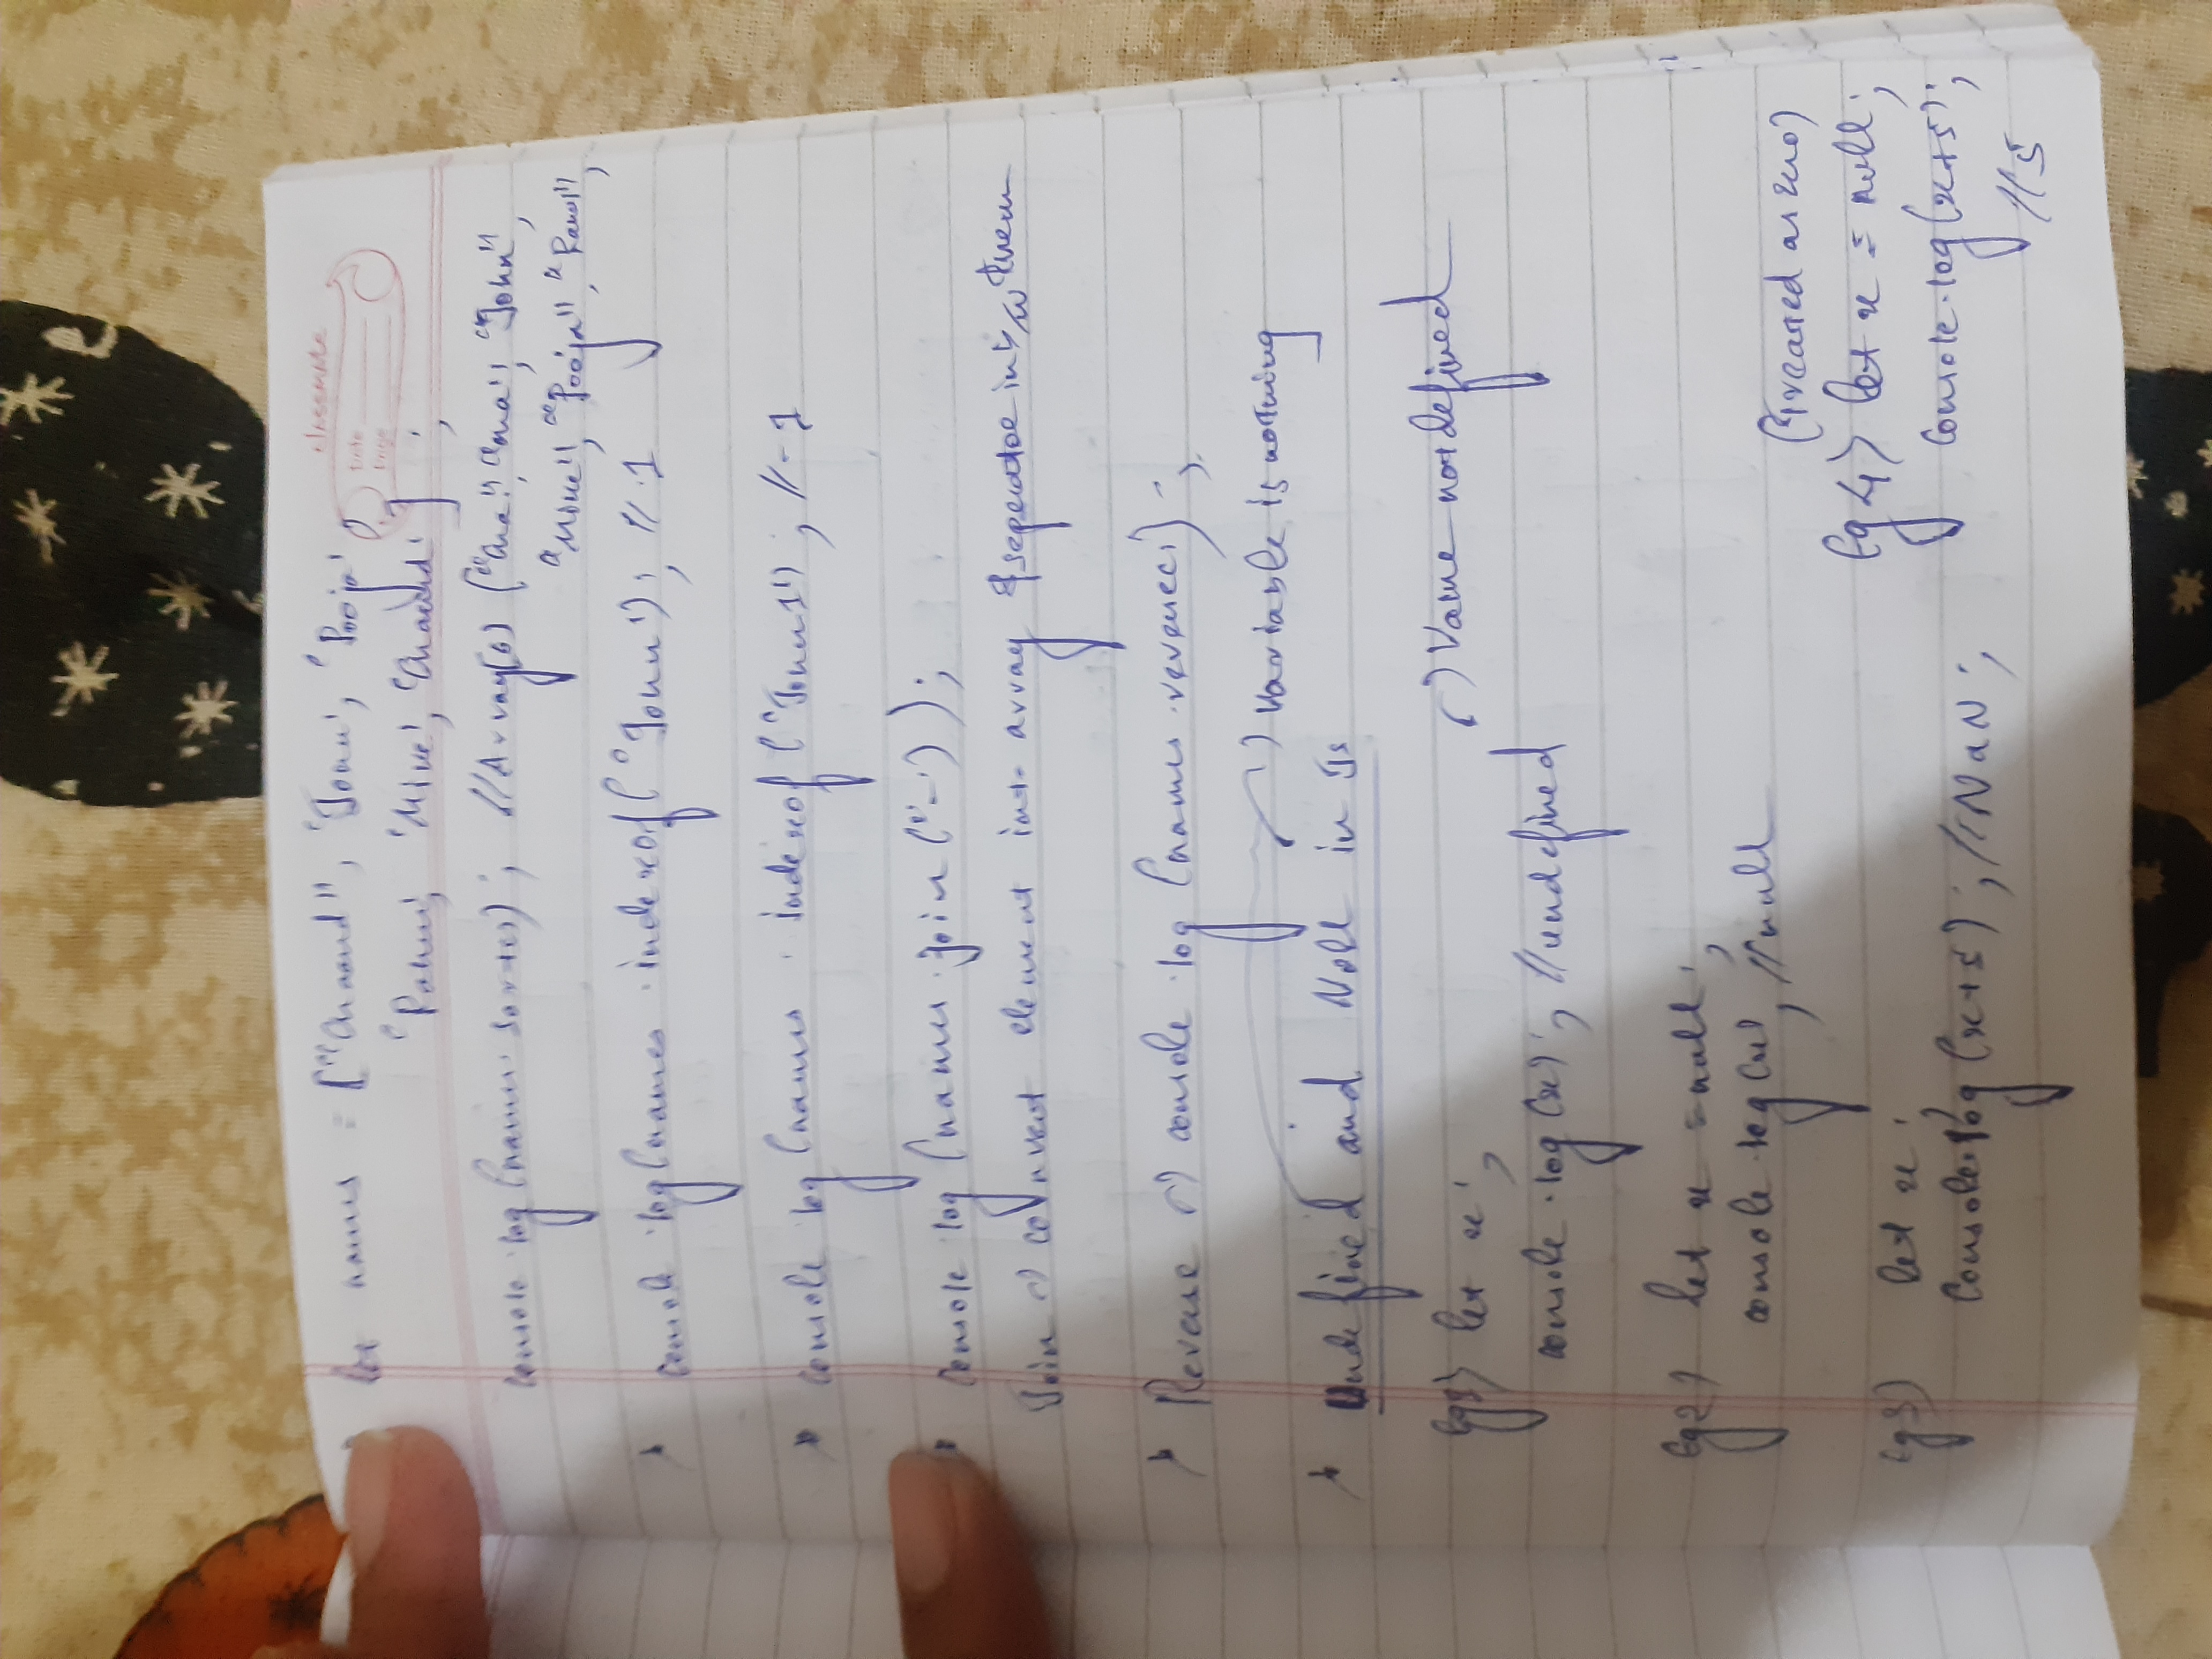 let names = ["Anand", 'John', 'Pooja',
classmate
Date
Page
'Rahul', 'Mike', 'Anand'] ;
console.log(names.sort()); //Array(6) ["Ana", "Ana", "John",
"Mike", "Pooja", "Rahul",
console.log(names.indexof('John'); // 1
console log(names.indexof('John1'); //-1
console log(names.join('-'));
Join → convert element into array & seperatoe in b/w them
Reverse → console.log(names.reverse());
→ Variable is nothing
Undefined and Null in Js
Eg1) let x;
→ Value not defined
console.log(x); //undefined
Eg2) let x = null;
console.log(x), //null
(Treated as zero)
Eg4) let x = null;
Eg3) let x;
console.log(x+5);
console.log(x+5); //NaN;
//5